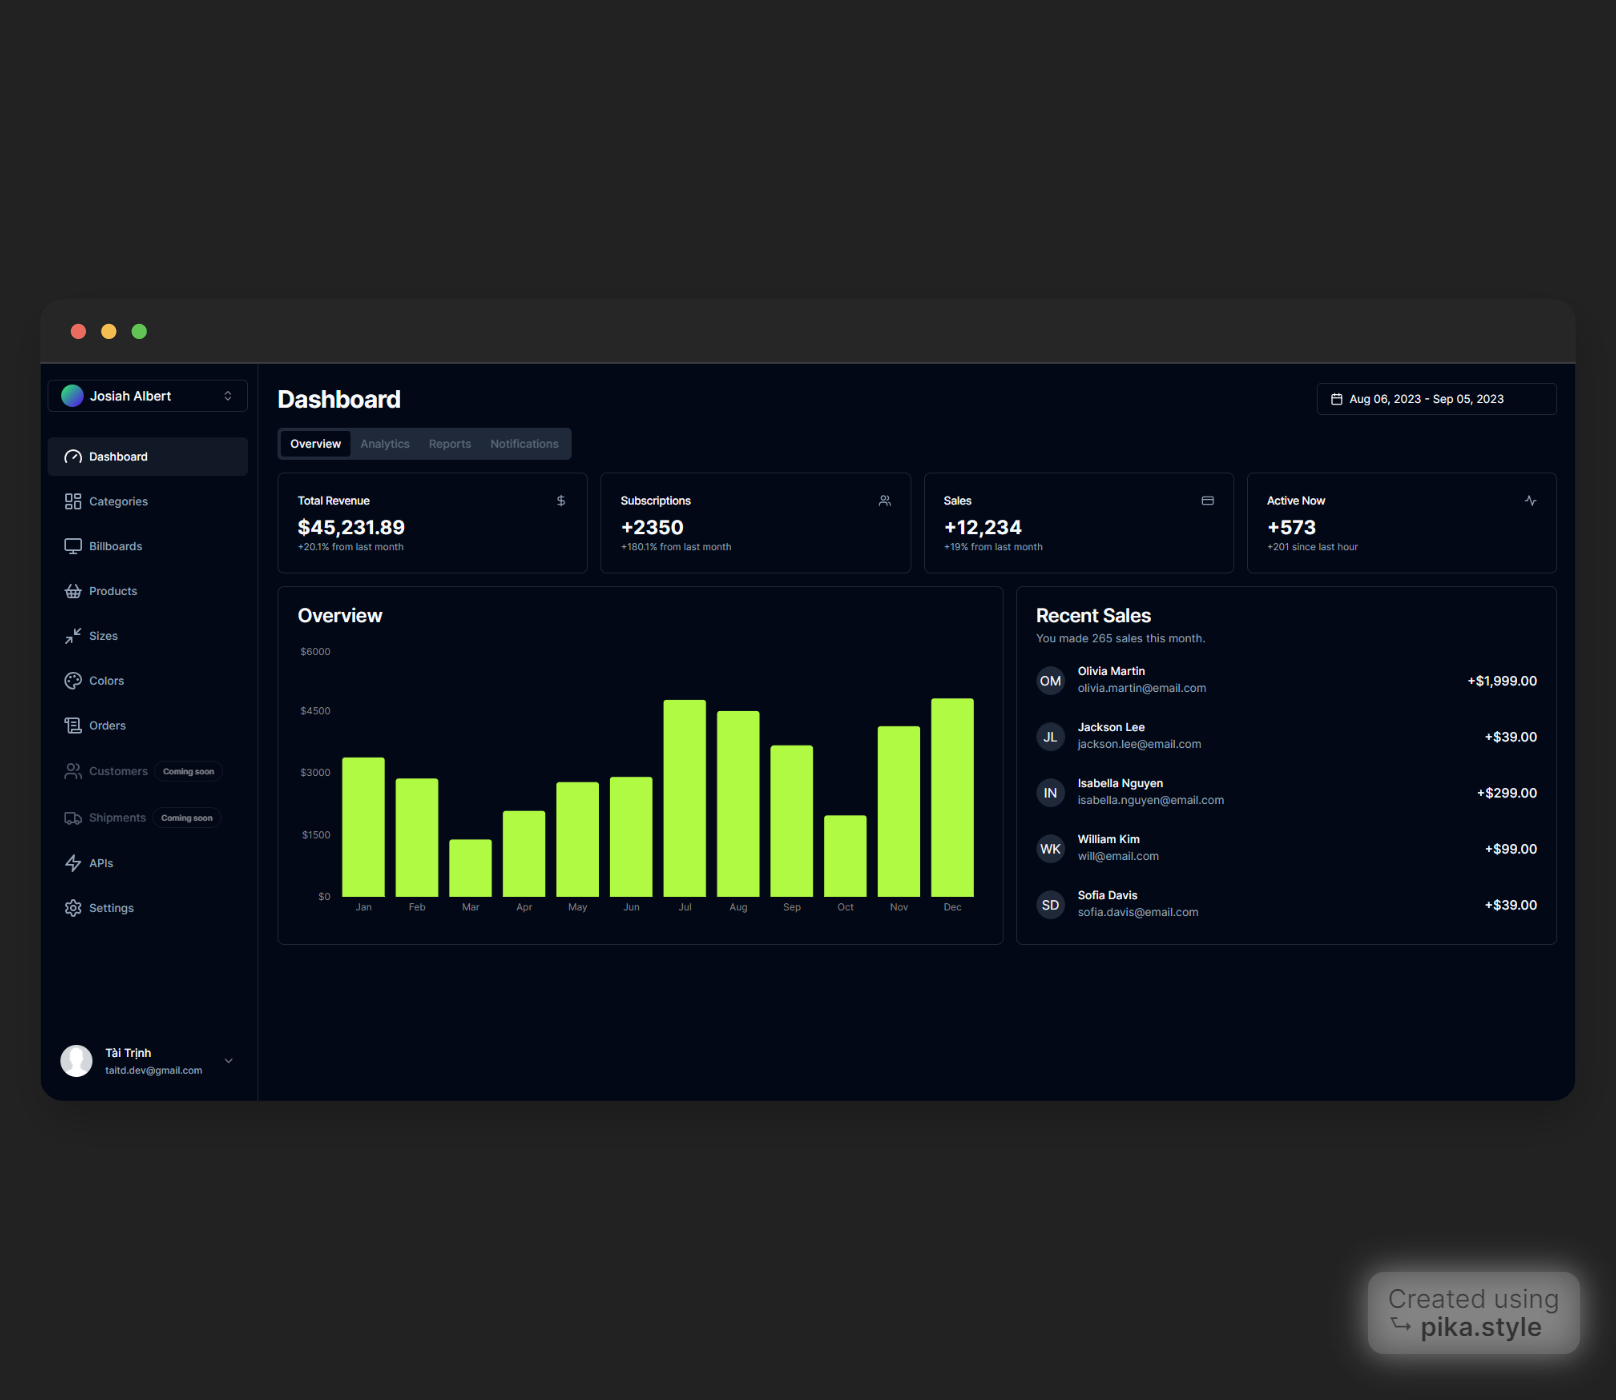 Josiah Albert
Dashboard
Categories
Billboards
Products
Sizes
Colors
Orders
Customers Coming soon
Shipments Coming soon
APIs
Settings
Tài Trịnh
taitd.dev@gmail.com
Dashboard
Aug 06, 2023 - Sep 05, 2023
Overview Analytics Reports Notifications
Total Revenue
$45,231.89
+20.1% from last month
Subscriptions
+2350
+180.1% from last month
Sales
+12,234
+19% from last month
Active Now
+573
+201 since last hour
Overview
$6000
$4500
$3000
$1500
$0
Jan Feb Mar Apr May Jun Jul Aug Sep Oct Nov Dec
Recent Sales
You made 265 sales this month.
OM
Olivia Martin
olivia.martin@email.com
+$1,999.00
JL
Jackson Lee
jackson.lee@email.com
+$39.00
IN
Isabella Nguyen
isabella.nguyen@email.com
+$299.00
WK
William Kim
will@email.com
+$99.00
SD
Sofia Davis
sofia.davis@email.com
+$39.00
Created using
pika.style